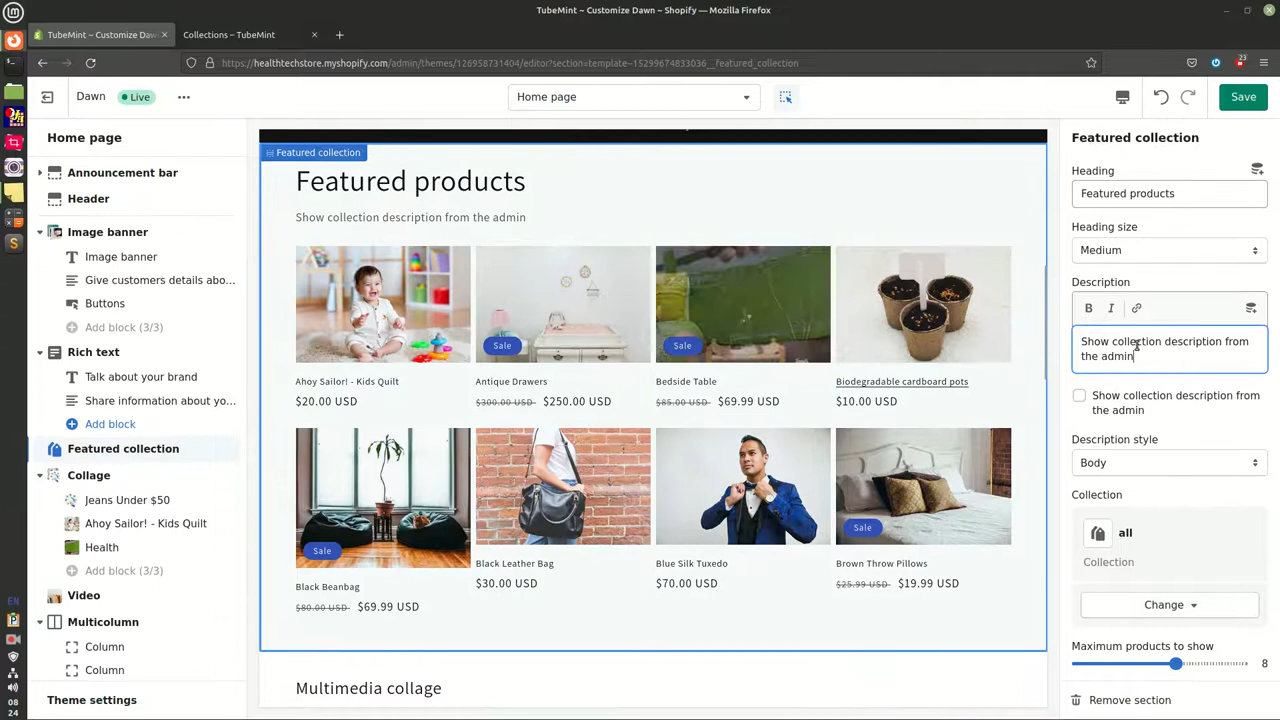 TubeMint ~ Customize Dawn ~ Shopify — Mozilla Firefox
TubeMint ~ Customize Daw
Collections ~ TubeMint
https://healthtechstore.myshopify.com/admin/themes/126958731404/editor?section=template--15299674833036__featured_collection
23
Dawn
Live
Home page
Save
Home page
Announcement bar
Header
Image banner
Image banner
Give customers details abo...
Buttons
Add block (3/3)
Rich text
Talk about your brand
Share information about yo...
Add block
Featured collection
Collage
Jeans Under $50
Ahoy Sailor! - Kids Quilt
Health
Add block (3/3)
Video
Multicolumn
Column
Column
Theme settings
EN
08
24
Featured collection
Featured products
Show collection description from the admin
Sale
Sale
Ahoy Sailor! - Kids Quilt
Antique Drawers
Bedside Table
Biodegradable cardboard pots
$20.00 USD
$300.00 USD $250.00 USD
$85.00 USD $69.99 USD
$10.00 USD
Sale
Sale
Black Beanbag
Black Leather Bag
Blue Silk Tuxedo
Brown Throw Pillows
$80.00 USD $69.99 USD
$30.00 USD
$70.00 USD
$25.99 USD $19.99 USD
Multimedia collage
Featured collection
Heading
Featured products
Heading size
Medium
Description
B I
Show collection description from
the admin
Show collection description from
the admin
Description style
Body
Collection
all
Collection
Change
Maximum products to show
8
Remove section